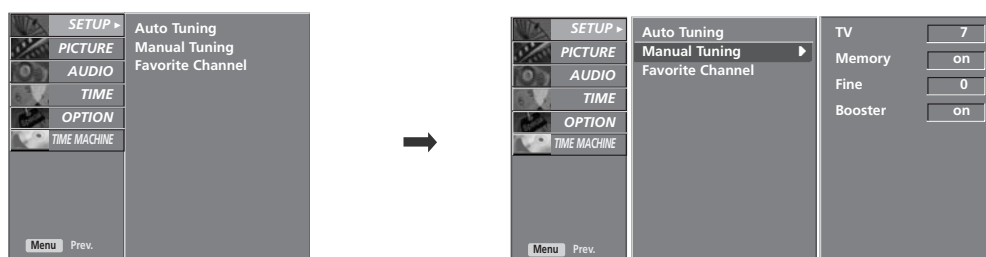 SETUP
PICTURE
AUDIO
TIME
OPTION
TIME MACHINE
Menu Prev.
Auto Tuning
Manual Tuning
Favorite Channel
SETUP
PICTURE
AUDIO
TIME
OPTION
TIME MACHINE
Menu Prev.
Auto Tuning
Manual Tuning
Favorite Channel
TV 7
Memory on
Fine 0
Booster on